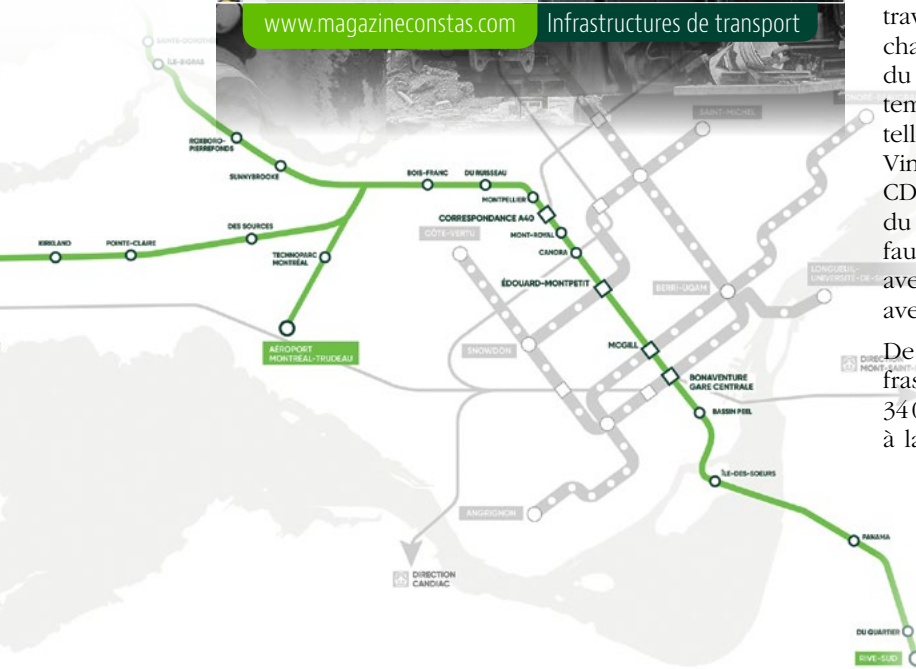 www.magazineconstas.com
Infrastructures de transport
trav
cha
du
tem
tell
Vin
CD
du
fau
ave
ave
De
fras
340
à la
ÎLE-BIGRAS
ROXBORO-
PIERREFONDS
SUNNYBROOKE
BOIS-FRANC
DU RUISSEAU
MONTPELLIER
CORRESPONDANCE A40
MONT-ROYAL
CANORA
ÉDOUARD-MONTPETIT
MCGILL
BONAVENTURE
GARE CENTRALE
BASSIN PEEL
ÎLE-DES-SOEURS
PANAMA
DU QUARTIER
RIVE-SUD
KIRKLAND
POINTE-CLAIRE
DES SOURCES
TECHNOPARC
MONTRÉAL
AÉROPORT
MONTRÉAL-TRUDEAU
CÔTE-VERTU
SAINT-MICHEL
SNOWDON
BERRI-UQAM
LONGUEUIL-
ANGRIGNON
DIRECTION
CANDIAC
DIRECTION